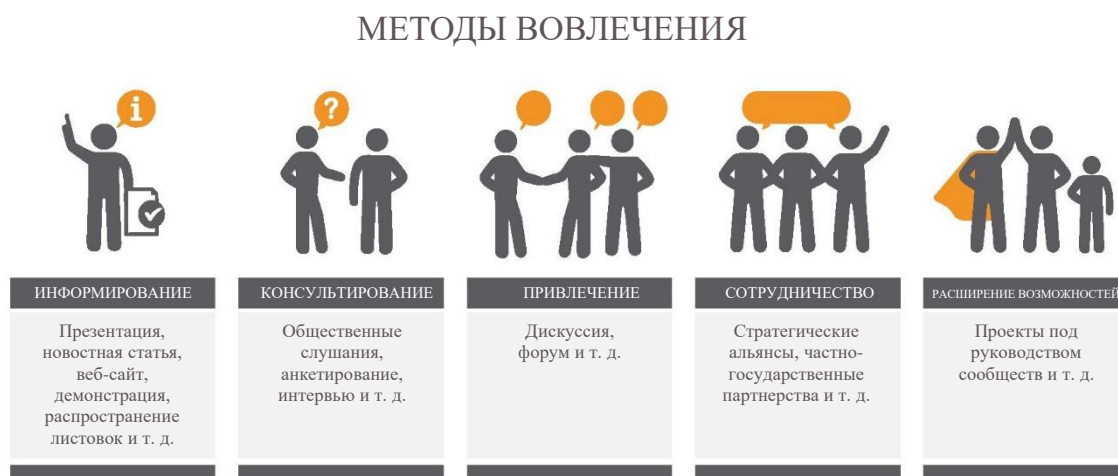 МЕТОДЫ ВОВЛЕЧЕНИЯ
i
?
ИНФОРМИРОВАНИЕ
Презентация,
новостная статья,
веб-сайт,
демонстрация,
распространение
листовок и т. д.
КОНСУЛЬТИРОВАНИЕ
Общественные
слушания,
анкетирование,
интервью и т. д.
ПРИВЛЕЧЕНИЕ
Дискуссия,
форум и т. д.
СОТРУДНИЧЕСТВО
Стратегические
альянсы, частно-
государственные
партнерства и т. д.
РАСШИРЕНИЕ ВОЗМОЖНОСТЕЙ
Проекты под
руководством
сообществ и т. д.